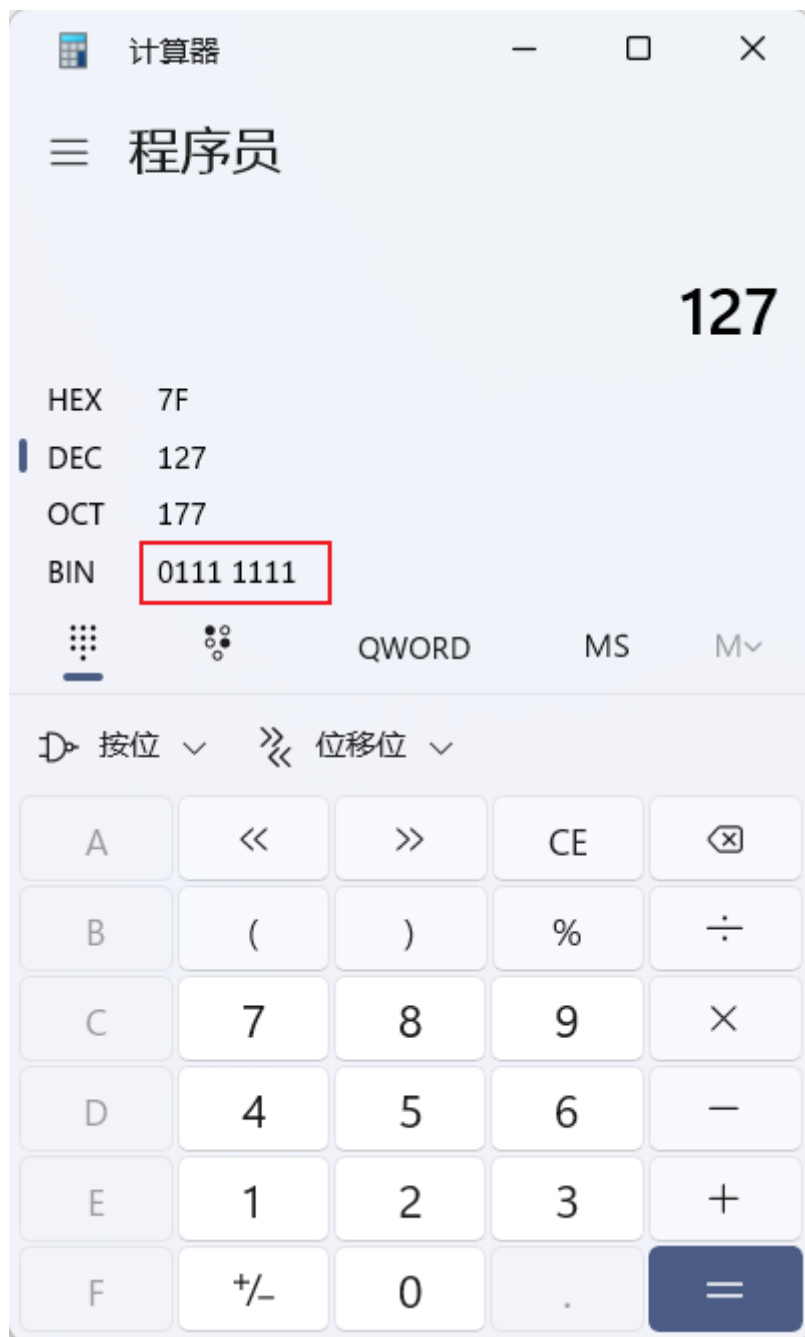 计算器
程序员
127
HEX 7F
DEC 127
OCT 177
BIN 0111 1111
QWORD MS M
按位 位移位
A << >> CE
B ( ) % ÷
C 7 8 9 ×
D 4 5 6 −
E 1 2 3 +
F +/− 0 . =